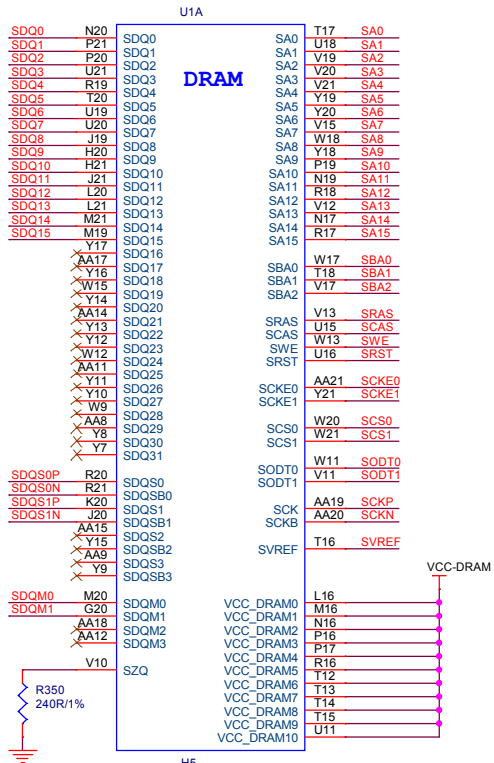 U1A
DRAM
SDQ0 N20 SDQ0 SA0 T17 SA0
SDQ1 P21 SDQ1 SA1 U18 SA1
SDQ2 P20 SDQ2 SA2 V19 SA2
SDQ3 U21 SDQ3 SA3 V20 SA3
SDQ4 R19 SDQ4 SA4 V21 SA4
SDQ5 T20 SDQ5 SA5 Y19 SA5
SDQ6 U19 SDQ6 SA6 Y20 SA6
SDQ7 U20 SDQ7 SA7 V15 SA7
SDQ8 J19 SDQ8 SA8 W18 SA8
SDQ9 H20 SDQ9 SA9 Y18 SA9
SDQ10 H21 SDQ10 SA10 P19 SA10
SDQ11 J21 SDQ11 SA11 N19 SA11
SDQ12 L20 SDQ12 SA12 R18 SA12
SDQ13 L21 SDQ13 SA13 V12 SA13
SDQ14 M21 SDQ14 SA14 N17 SA14
SDQ15 M19 SDQ15 SA15 R17 SA15
Y17 SDQ16
AA17 SDQ17 SBA0 W17 SBA0
Y16 SDQ18 SBA1 T18 SBA1
W15 SDQ19 SBA2 V17 SBA2
Y14 SDQ20
AA14 SDQ21 SRAS V13 SRAS
Y13 SDQ22 SCAS U15 SCAS
Y12 SDQ23 SWE W13 SWE
W12 SDQ24 SRST U16 SRST
AA11 SDQ25
Y11 SDQ26 SCKE0 AA21 SCKE0
Y10 SDQ27 SCKE1 Y21 SCKE1
W9 SDQ28
AA8 SDQ29 SCS0 W20 SCS0
Y8 SDQ30 SCS1 W21 SCS1
Y7 SDQ31
SODT0 W11 SODT0
SDQS0P R20 SDQS0 SODT1 V11 SODT1
SDQS0N R21 SDQSB0
SDQS1P K20 SDQS1 SCK AA19 SCKP
SDQS1N J20 SDQSB1 SCKB AA20 SCKN
AA15 SDQS2
Y15 SDQSB2 SVREF T16 SVREF
AA9 SDQS3
Y9 SDQSB3
VCC-DRAM
SDQM0 M20 SDQM0 VCC_DRAM0 L16
SDQM1 G20 SDQM1 VCC_DRAM1 M16
AA18 SDQM2 VCC_DRAM2 N16
AA12 SDQM3 VCC_DRAM3 P16
VCC_DRAM4 P17
V10 SZQ VCC_DRAM5 R16
VCC_DRAM6 T12
R350 VCC_DRAM7 T13
240R/1% VCC_DRAM8 T14
VCC_DRAM9 T15
VCC_DRAM10 U11
H5